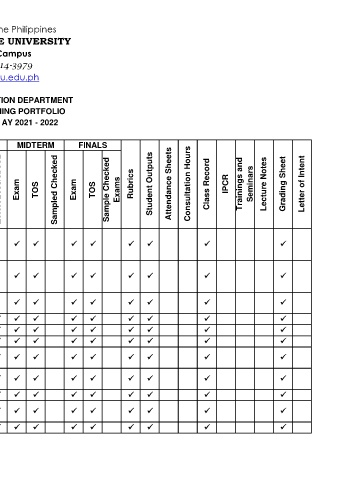 he Philippines
E UNIVERSITY
Campus
14-3979
u.edu.ph
ION DEPARTMENT
ING PORTFOLIO
AY 2021 - 2022
MIDTERM FINALS
Exam TOS Sampled Checked Exam TOS Sample Checked Exams Rubrics Student Outputs Attendance Sheets Consultation Hours Class Record IPCR Trainings and Seminars Lecture Notes Grading Sheet Letter of Intent
✓ ✓ ✓ ✓ ✓ ✓ ✓ ✓
✓ ✓ ✓ ✓ ✓ ✓ ✓ ✓
✓ ✓ ✓ ✓ ✓ ✓ ✓ ✓
✓ ✓ ✓ ✓ ✓ ✓ ✓ ✓
✓ ✓ ✓ ✓ ✓ ✓ ✓ ✓
✓ ✓ ✓ ✓ ✓ ✓ ✓ ✓
✓ ✓ ✓ ✓ ✓ ✓ ✓ ✓
✓ ✓ ✓ ✓ ✓ ✓ ✓ ✓
✓ ✓ ✓ ✓ ✓ ✓ ✓ ✓
✓ ✓ ✓ ✓ ✓ ✓ ✓ ✓
✓ ✓ ✓ ✓ ✓ ✓ ✓ ✓